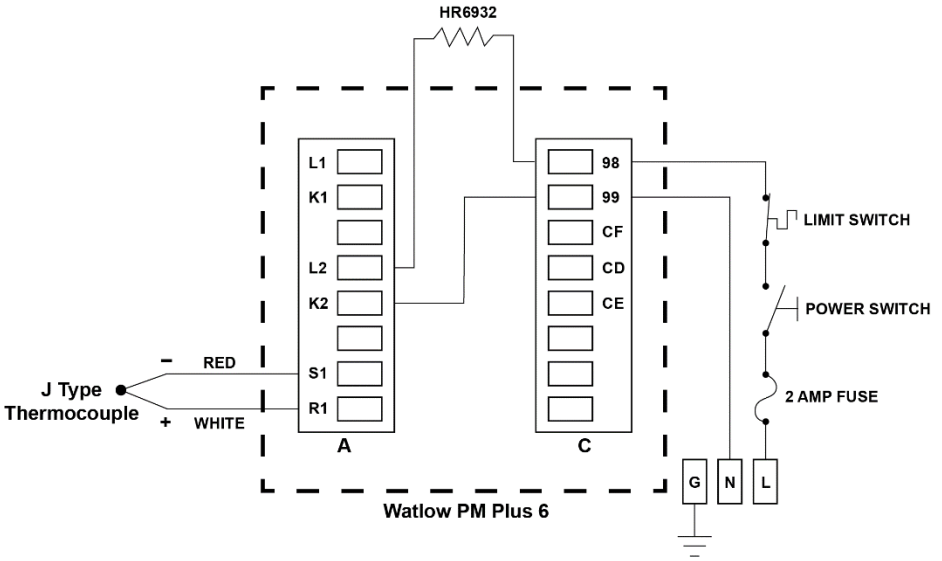 HR6932
L1
K1
L2
K2
S1
R1
A
98
99
CF
CD
CE
C
LIMIT SWITCH
POWER SWITCH
2 AMP FUSE
− RED
J Type
Thermocouple
+ WHITE
G N L
Watlow PM Plus 6